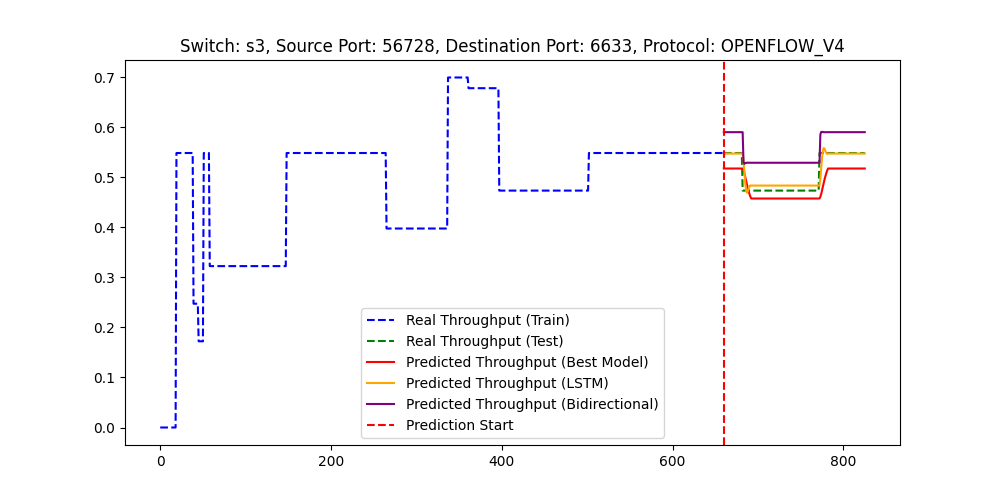 Switch: s3, Source Port: 56728, Destination Port: 6633, Protocol: OPENFLOW_V4
0.7
0.6
0.5
0.4
0.3
0.2
0.1
0.0
Real Throughput (Train)
Real Throughput (Test)
Predicted Throughput (Best Model)
Predicted Throughput (LSTM)
Predicted Throughput (Bidirectional)
Prediction Start
0 200 400 600 800